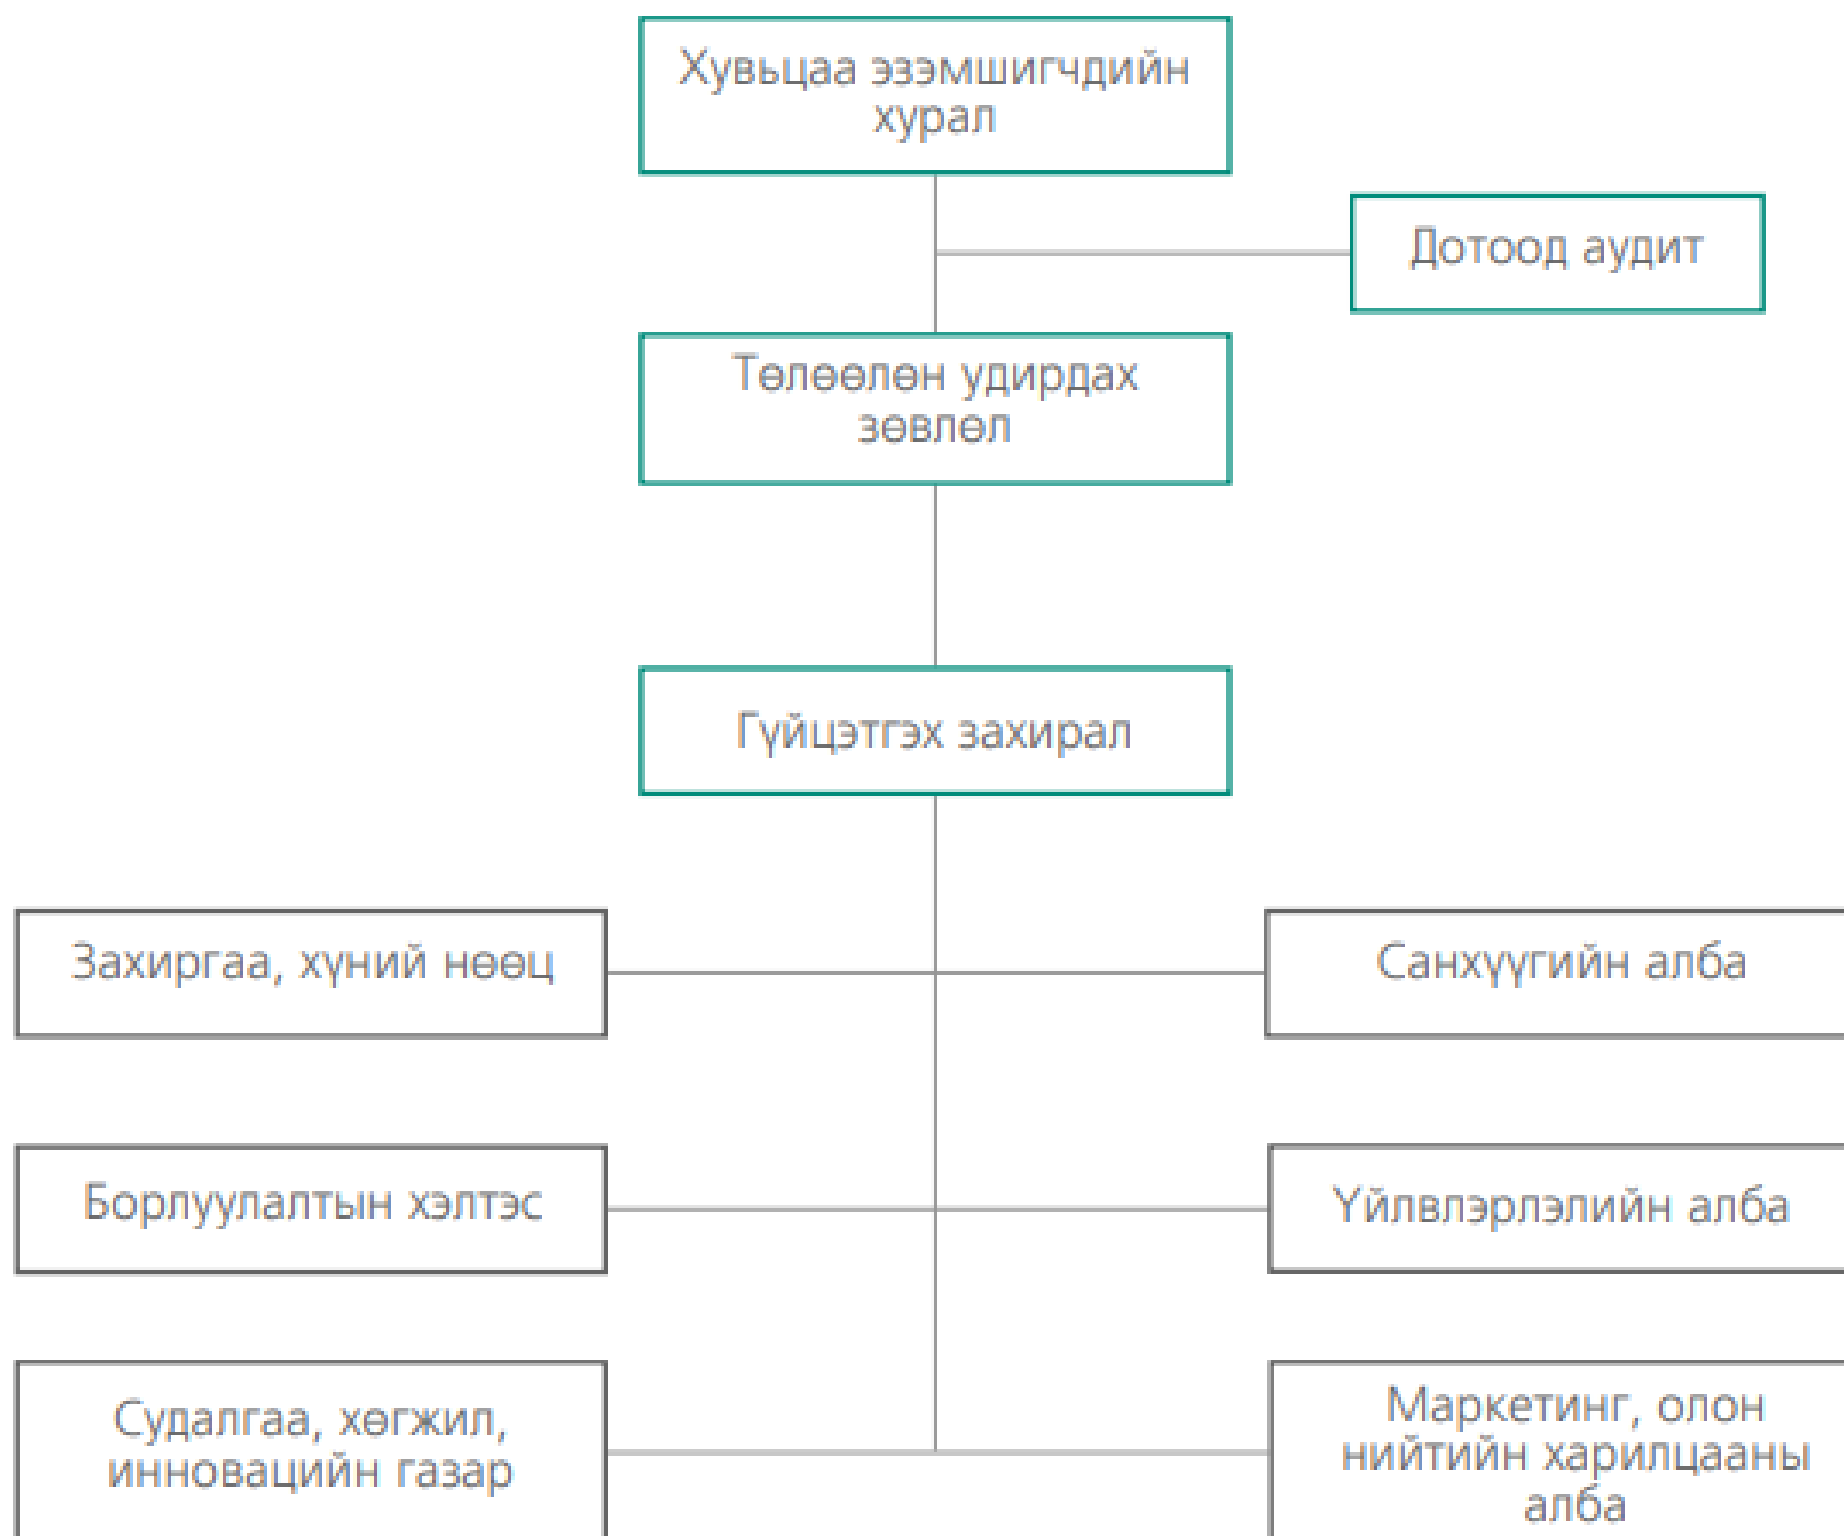 Хувьцаа эзэмшигчдийн
хурал
Дотоод аудит
Төлөөлөн удирдах
зөвлөл
Гүйцэтгэх захирал
Захиргаа, хүний нөөц
Санхүүгийн алба
Борлуулалтын хэлтэс
Үйлвлэрлэлийн алба
Судалгаа, хөгжил,
инновацийн газар
Маркетинг, олон
нийтийн харилцааны
алба